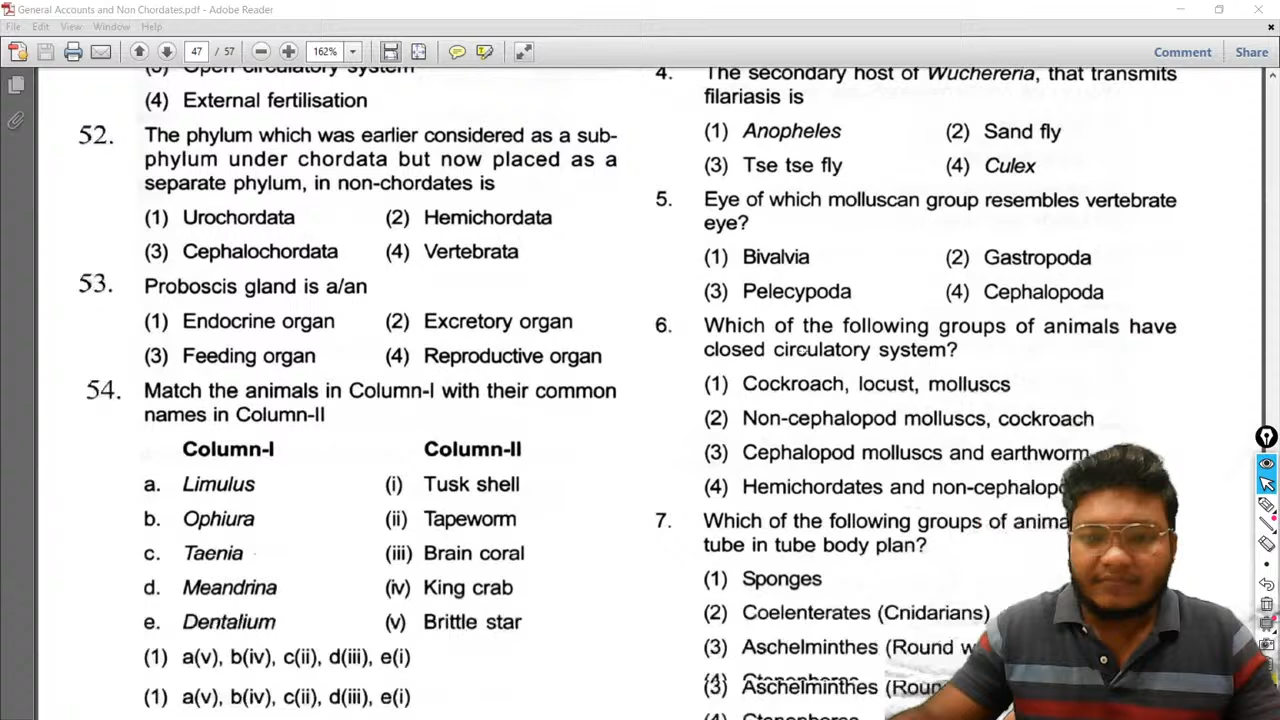 General Accounts and Non Chordates.pdf - Adobe Reader
File Edit View Window Help
47 / 57 162% Comment Share
(4) External fertilisation
52. The phylum which was earlier considered as a sub-
phylum under chordata but now placed as a
separate phylum, in non-chordates is
(1) Urochordata (2) Hemichordata
(3) Cephalochordata (4) Vertebrata
53. Proboscis gland is a/an
(1) Endocrine organ (2) Excretory organ
(3) Feeding organ (4) Reproductive organ
54. Match the animals in Column-I with their common
names in Column-II
Column-I Column-II
a. Limulus (i) Tusk shell
b. Ophiura (ii) Tapeworm
c. Taenia (iii) Brain coral
d. Meandrina (iv) King crab
e. Dentalium (v) Brittle star
(1) a(v), b(iv), c(ii), d(iii), e(i)
(1) a(v), b(iv), c(ii), d(iii), e(i)
4. The secondary host of Wuchereria, that transmits
filariasis is
(1) Anopheles (2) Sand fly
(3) Tse tse fly (4) Culex
5. Eye of which molluscan group resembles vertebrate
eye?
(1) Bivalvia (2) Gastropoda
(3) Pelecypoda (4) Cephalopoda
6. Which of the following groups of animals have
closed circulatory system?
(1) Cockroach, locust, molluscs
(2) Non-cephalopod molluscs, cockroach
(3) Cephalopod molluscs and earthworm
(4) Hemichordates and
7. Which of the following groups of
tube in tube body plan?
(1) Sponges
(2) Coelenterates (Cnidarians)
(3) Aschelminthes (Round
(3) Aschelminthes